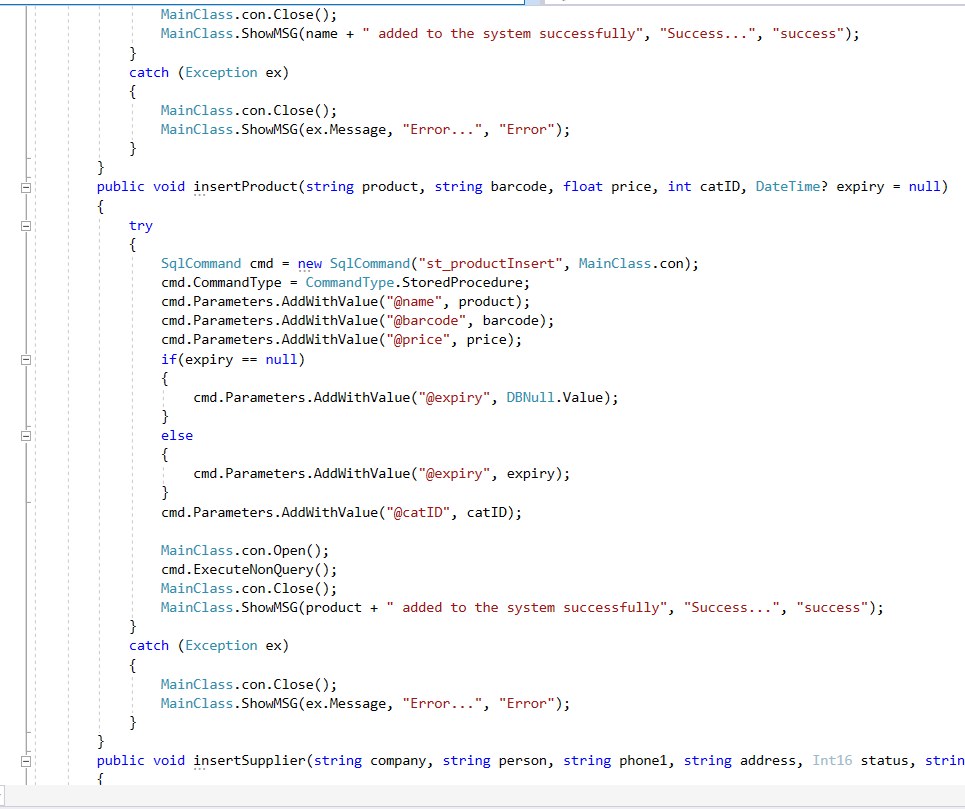 MainClass.con.Close();
MainClass.ShowMSG(name + " added to the system successfully", "Success...", "success");
}
catch (Exception ex)
{
MainClass.con.Close();
MainClass.ShowMSG(ex.Message, "Error...", "Error");
}
}
public void insertProduct(string product, string barcode, float price, int catID, DateTime? expiry = null)
{
try
{
SqlCommand cmd = new SqlCommand("st_productInsert", MainClass.con);
cmd.CommandType = CommandType.StoredProcedure;
cmd.Parameters.AddWithValue("@name", product);
cmd.Parameters.AddWithValue("@barcode", barcode);
cmd.Parameters.AddWithValue("@price", price);
if(expiry == null)
{
cmd.Parameters.AddWithValue("@expiry", DBNull.Value);
}
else
{
cmd.Parameters.AddWithValue("@expiry", expiry);
}
cmd.Parameters.AddWithValue("@catID", catID);
MainClass.con.Open();
cmd.ExecuteNonQuery();
MainClass.con.Close();
MainClass.ShowMSG(product + " added to the system successfully", "Success...", "success");
}
catch (Exception ex)
{
MainClass.con.Close();
MainClass.ShowMSG(ex.Message, "Error...", "Error");
}
}
public void insertSupplier(string company, string person, string phone1, string address, Int16 status, strin
{